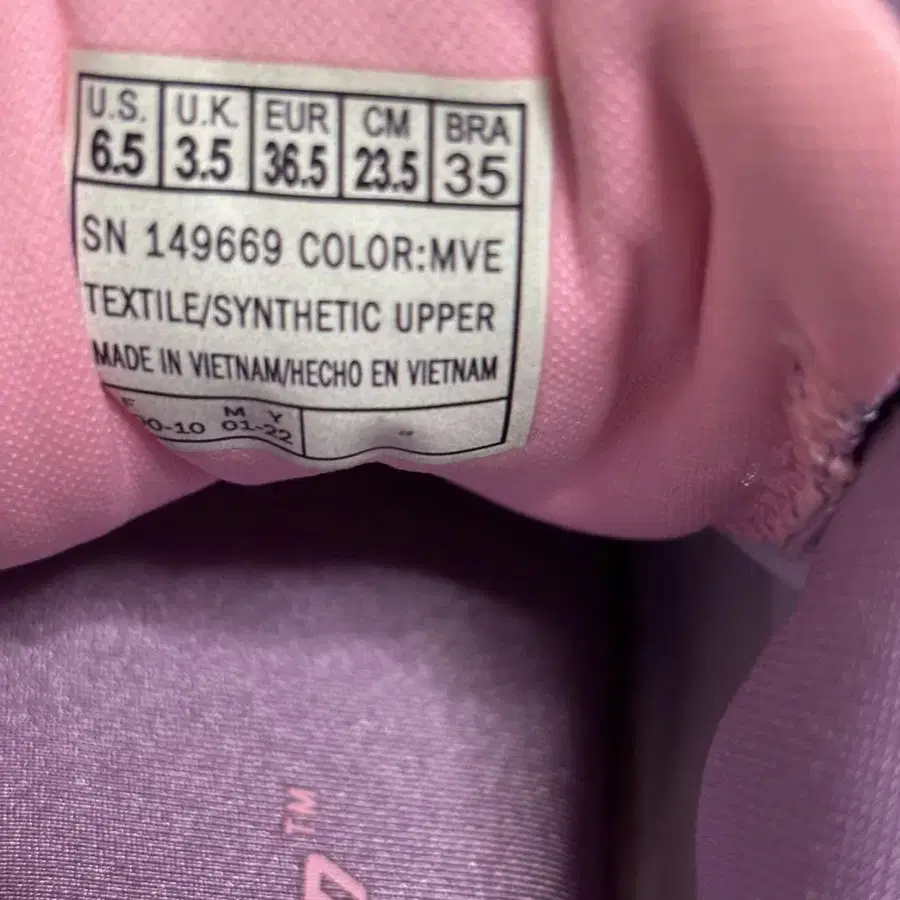 U.S. U.K. EUR CM BRA
6.5 3.5 36.5 23.5 35
SN 149669 COLOR:MVE
TEXTILE/SYNTHETIC UPPER
MADE IN VIETNAM/HECHO EN VIETNAM
F M Y
01-22
TM